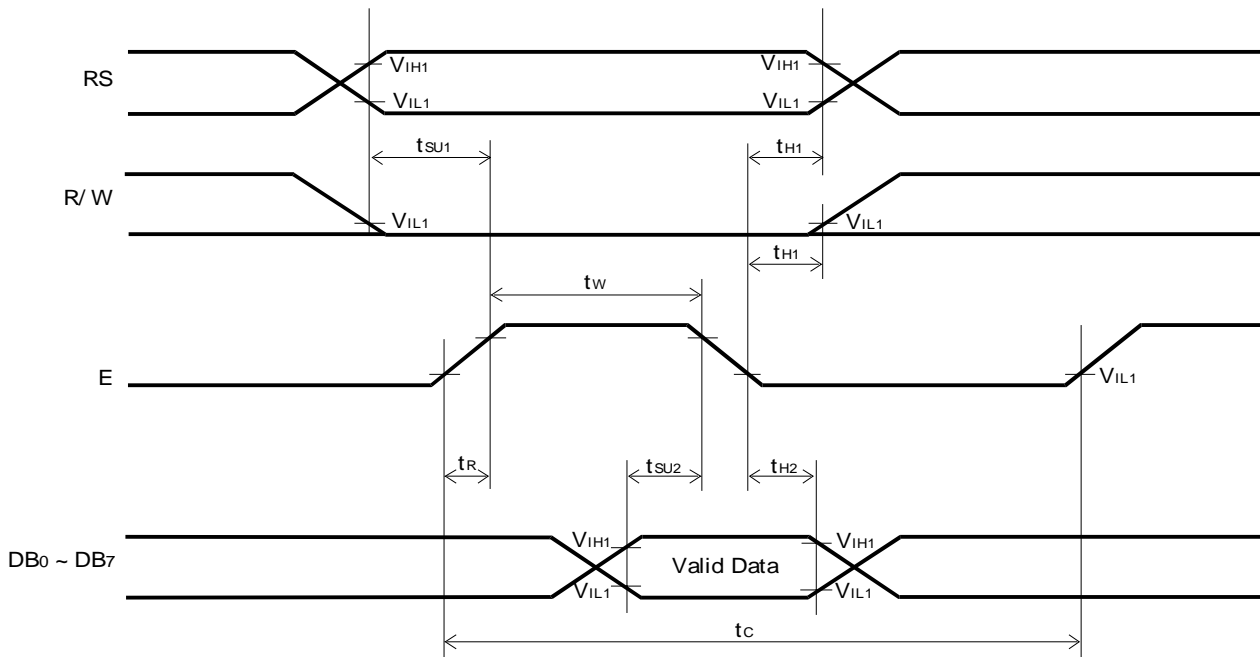 RS
VIH1 VIH1
VIL1 VIL1
tSU1 tH1
R/ W
VIL1 VIL1
tH1
tW
E
VIL1
tR tSU2 tH2
DB0 ~ DB7
VIH1 Valid Data VIH1
VIL1 VIL1
tC